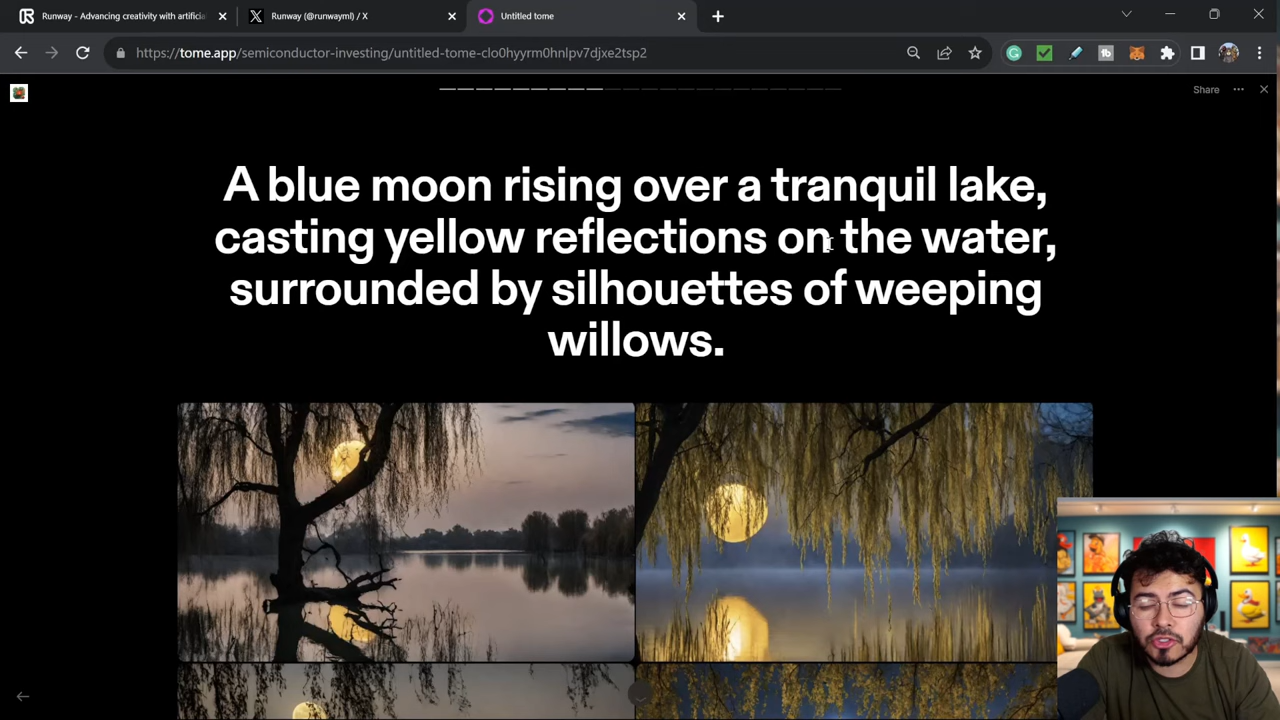 Runway - Advancing creativity with artificial
Runway (@runwayml) / X
Untitled tome
https://tome.app/semiconductor-investing/untitled-tome-clo0hyyrm0hnlpv7djxe2tsp2
Share
A blue moon rising over a tranquil lake,
casting yellow reflections on the water,
surrounded by silhouettes of weeping
willows.